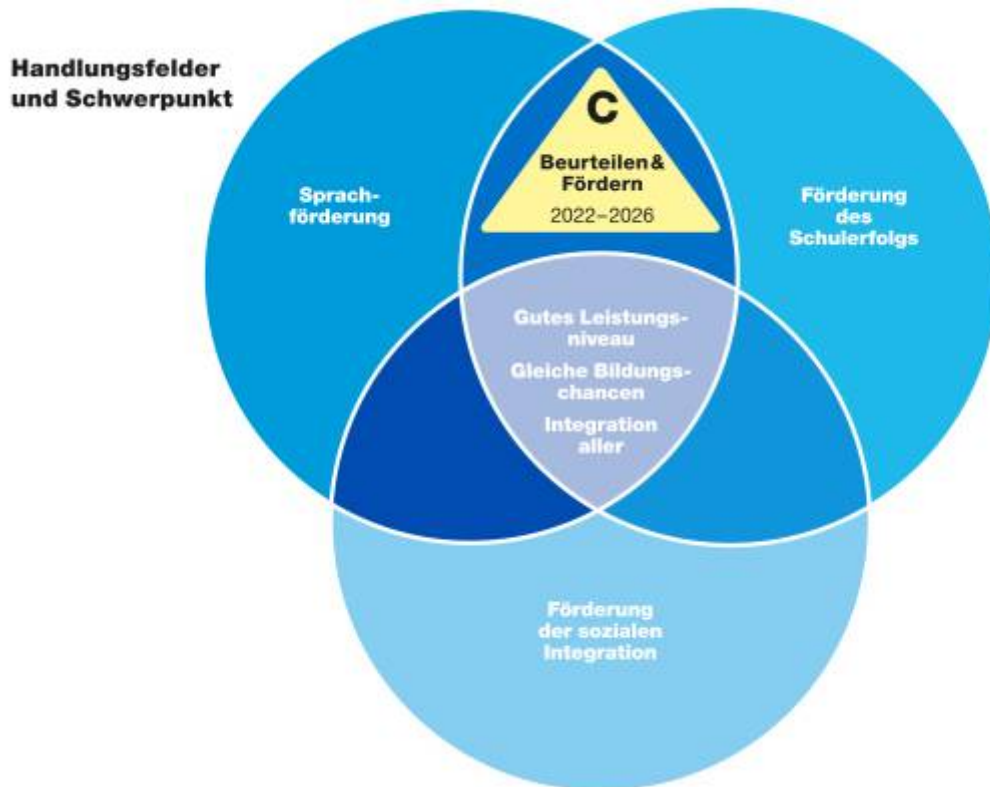 Handlungsfelder
und Schwerpunkt
C
Beurteilen &
Fördern
2022–2026
Sprach-
förderung
Förderung
des
Schulerfolgs
Gutes Leistungs-
niveau
Gleiche Bildungs-
chancen
Integration
aller
Förderung
der sozialen
Integration